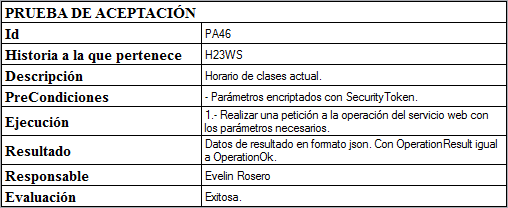 PRUEBA DE ACEPTACIÓN
Id PA46
Historia a la que pertenece H23WS
Descripción Horario de clases actual.
PreCondiciones - Parámetros encriptados con SecurityToken.
Ejecución 1.- Realizar una petición a la operación del servicio web con
los parámetros necesarios.
Resultado Datos de resultado en formato json. Con OperationResult igual
a OperationOk.
Responsable Evelin Rosero
Evaluación Exitosa.